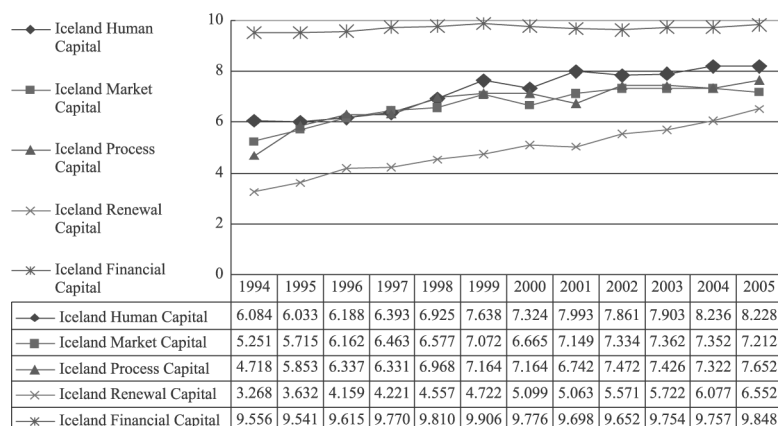 10
8
6
4
2
0
Iceland Human
Capital
Iceland Market
Capital
Iceland Process
Capital
Iceland Renewal
Capital
Iceland Financial
Capital
1994 1995 1996 1997 1998 1999 2000 2001 2002 2003 2004 2005
Iceland Human Capital 6.084 6.033 6.188 6.393 6.925 7.638 7.324 7.993 7.861 7.903 8.236 8.228
Iceland Market Capital 5.251 5.715 6.162 6.463 6.577 7.072 6.665 7.149 7.334 7.362 7.352 7.212
Iceland Process Capital 4.718 5.853 6.337 6.331 6.968 7.164 7.164 6.742 7.472 7.426 7.322 7.652
Iceland Renewal Capital 3.268 3.632 4.159 4.221 4.557 4.722 5.099 5.063 5.571 5.722 6.077 6.552
Iceland Financial Capital 9.556 9.541 9.615 9.770 9.810 9.906 9.776 9.698 9.652 9.754 9.757 9.848